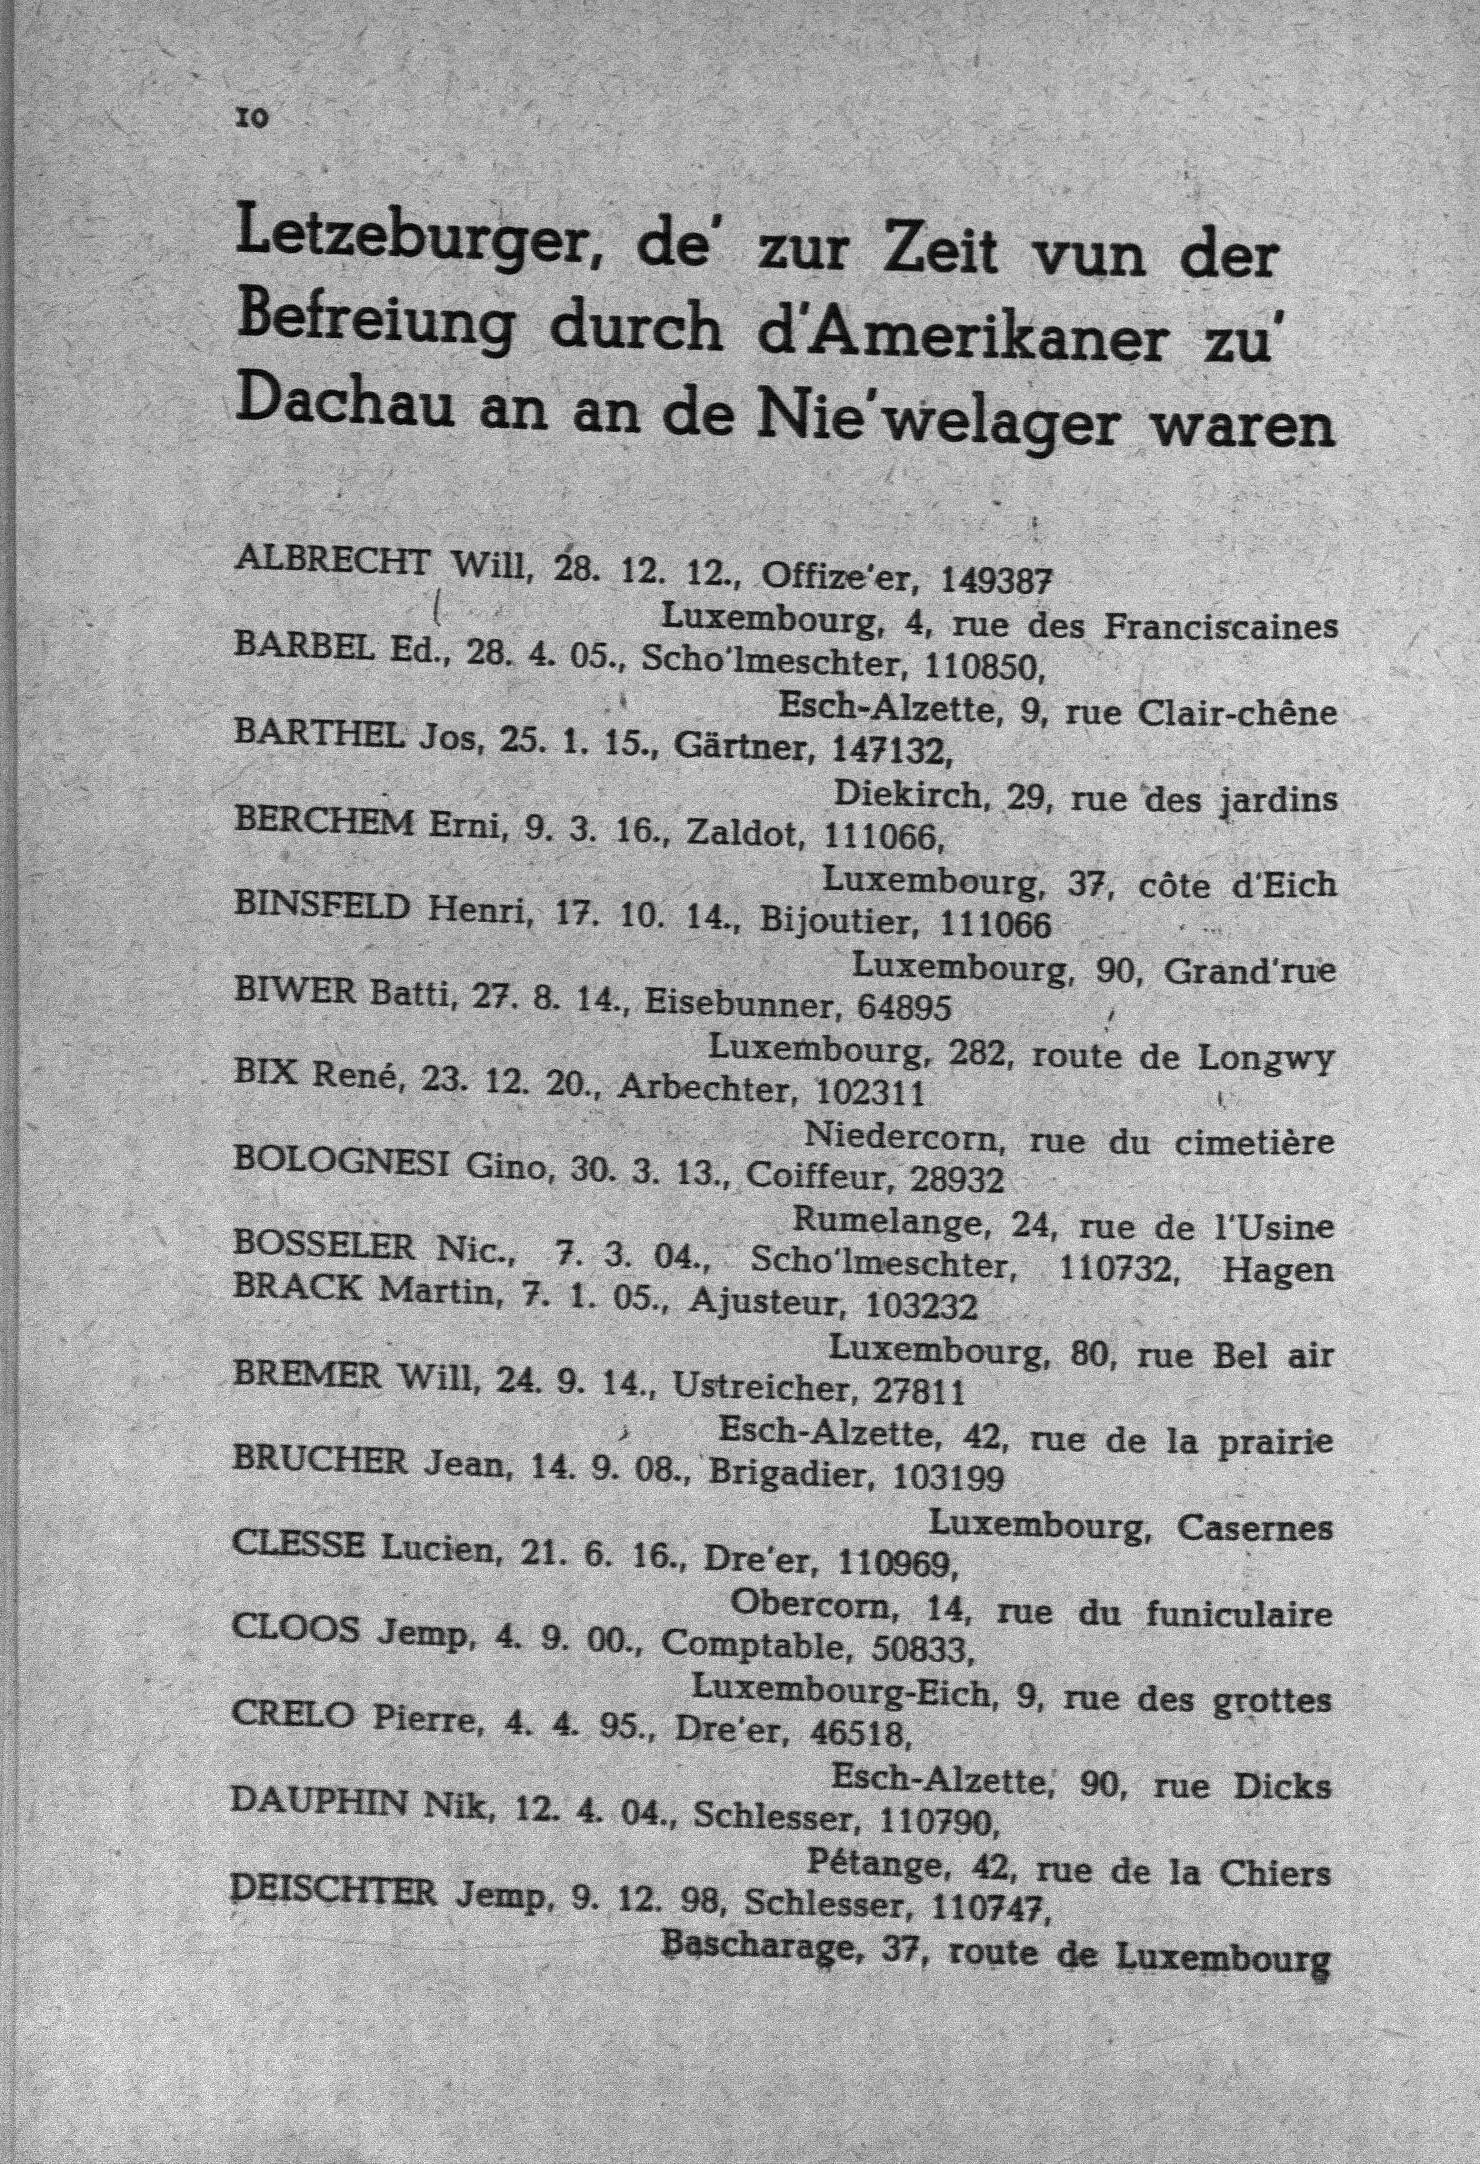 10
Letzeburger, de' zur Zeit vun der
Befreiung durch d'Amerikaner zu'
Dachau an an de Nie'welager waren
ALBRECHT Will, 28. 12. 12., Offize'er, 149387
Luxembourg, 4, rue des Franciscaines
BARBEL Ed., 28. 4. 05., Scho'lmeschter, 110850,
Esch-Alzette, 9, rue Clair-chêne
BARTHEL Jos, 25. 1. 15., Gärtner, 147132,
Diekirch, 29, rue des jardins
BERCHEM Erni, 9. 3. 16., Zaldot, 111066,
Luxembourg, 37, côte d'Eich
BINSFELD Henri, 17. 10. 14., Bijoutier, 111066
Luxembourg, 90, Grand'rue
BIWER Batti, 27. 8. 14., Eisebunner, 64895
Luxembourg, 282, route de Longwy
BIX René, 23. 12. 20., Arbechter, 102311
Niedercorn, rue du cimetière
BOLOGNESI Gino, 30. 3. 13., Coiffeur, 28932
Rumelange, 24, rue de l'Usine
BOSSELER Nic., 7. 3. 04., Scho'lmeschter, 110732, Hagen
BRACK Martin, 7. 1. 05., Ajusteur, 103232
Luxembourg, 80, rue Bel air
BREMER Will, 24. 9. 14., Ustreicher, 27811
Esch-Alzette, 42, rue de la prairie
BRUCHER Jean, 14. 9. 08., Brigadier, 103199
Luxembourg, Casernes
CLESSE Lucien, 21. 6. 16., Dre'er, 110969,
Obercorn, 14, rue du funiculaire
CLOOS Jemp, 4. 9. 00., Comptable, 50833,
Luxembourg-Eich, 9, rue des grottes
CRELO Pierre, 4. 4. 95., Dre'er, 46518,
Esch-Alzette, 90, rue Dicks
DAUPHIN Nik, 12. 4. 04., Schlesser, 110790,
Pétange, 42, rue de la Chiers
DEISCHTER Jemp, 9. 12. 98, Schlesser, 110747,
Bascharage, 37, route de Luxembourg